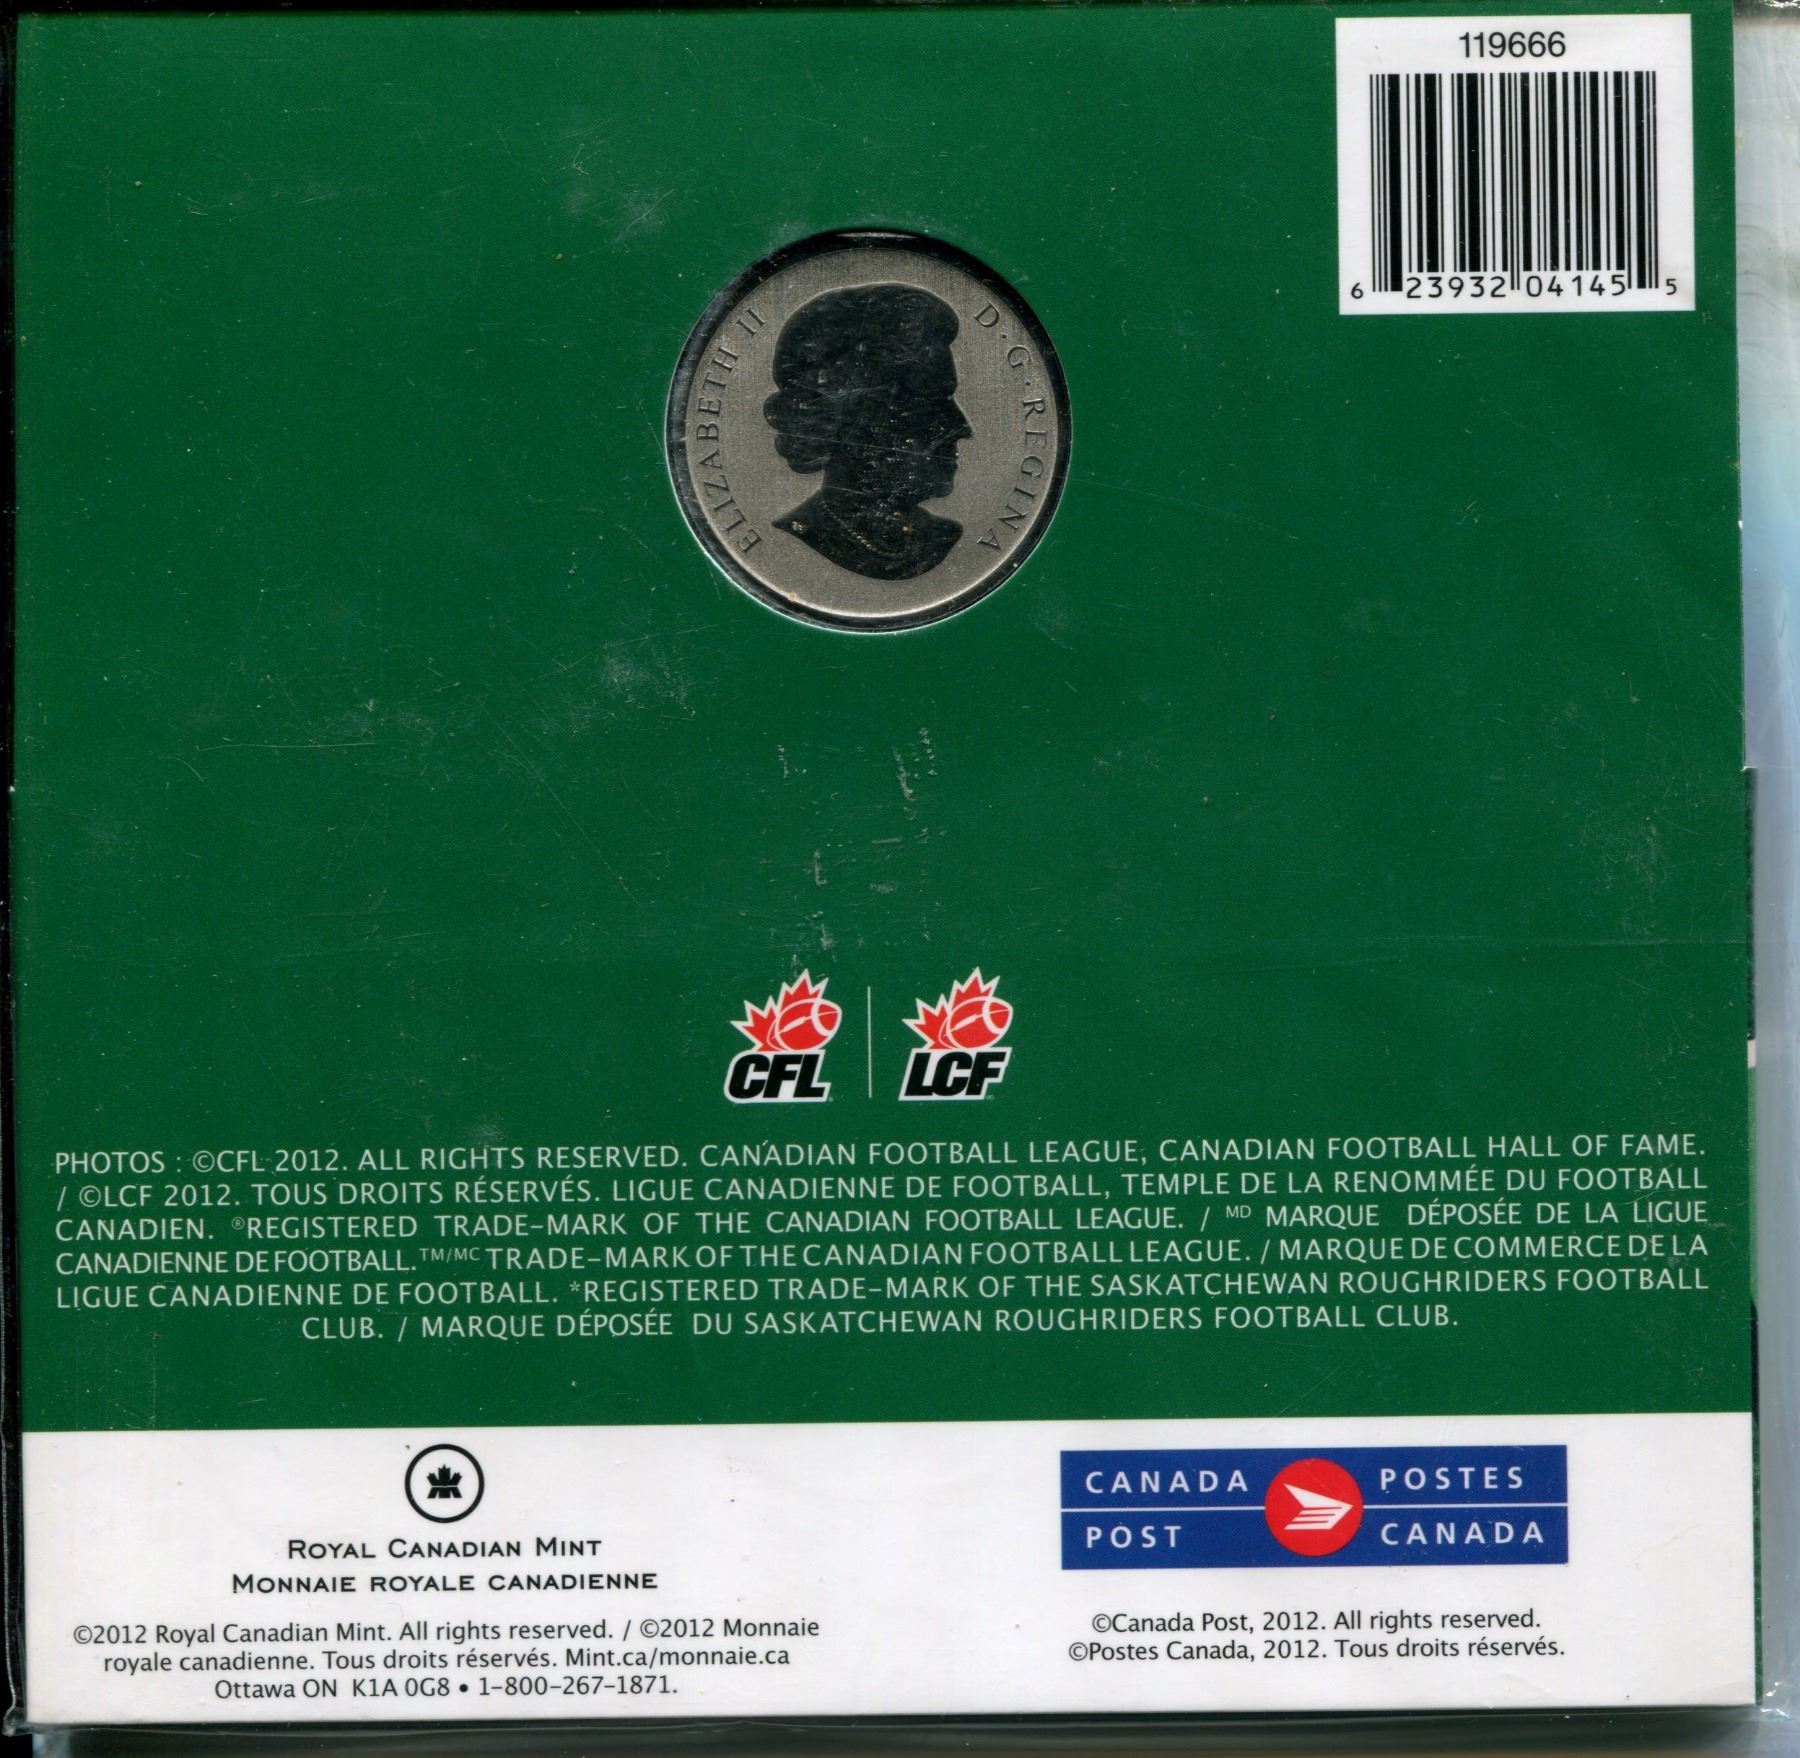 119666
6 23932 04145 5
ELIZABETH II D·G·REGINA
CFL LCF
PHOTOS : ©CFL 2012. ALL RIGHTS RESERVED. CANADIAN FOOTBALL LEAGUE, CANADIAN FOOTBALL HALL OF FAME.
/ ©LCF 2012. TOUS DROITS RÉSERVÉS. LIGUE CANADIENNE DE FOOTBALL, TEMPLE DE LA RENOMMÉE DU FOOTBALL
CANADIEN. ®REGISTERED TRADE-MARK OF THE CANADIAN FOOTBALL LEAGUE. / MD MARQUE DÉPOSÉE DE LA LIGUE
CANADIENNE DE FOOTBALL. TM/MC TRADE-MARK OF THE CANADIAN FOOTBALL LEAGUE. / MARQUE DE COMMERCE DE LA
LIGUE CANADIENNE DE FOOTBALL. *REGISTERED TRADE-MARK OF THE SASKATCHEWAN ROUGHRIDERS FOOTBALL
CLUB. / MARQUE DÉPOSÉE DU SASKATCHEWAN ROUGHRIDERS FOOTBALL CLUB.
ROYAL CANADIAN MINT
MONNAIE ROYALE CANADIENNE
©2012 Royal Canadian Mint. All rights reserved. / ©2012 Monnaie
royale canadienne. Tous droits réservés. Mint.ca/monnaie.ca
Ottawa ON K1A 0G8 • 1-800-267-1871.
CANADA POSTES
POST CANADA
©Canada Post, 2012. All rights reserved.
©Postes Canada, 2012. Tous droits réservés.